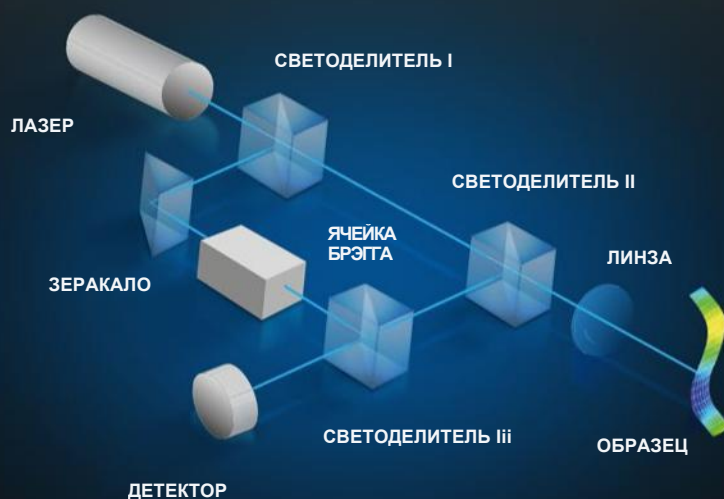 СВЕТОДЕЛИТЕЛЬ I
ЛАЗЕР
СВЕТОДЕЛИТЕЛЬ II
ЯЧЕЙКА
БРЭГГА
ЛИНЗА
ЗЕРАКАЛО
СВЕТОДЕЛИТЕЛЬ Iii
ОБРАЗЕЦ
ДЕТЕКТОР